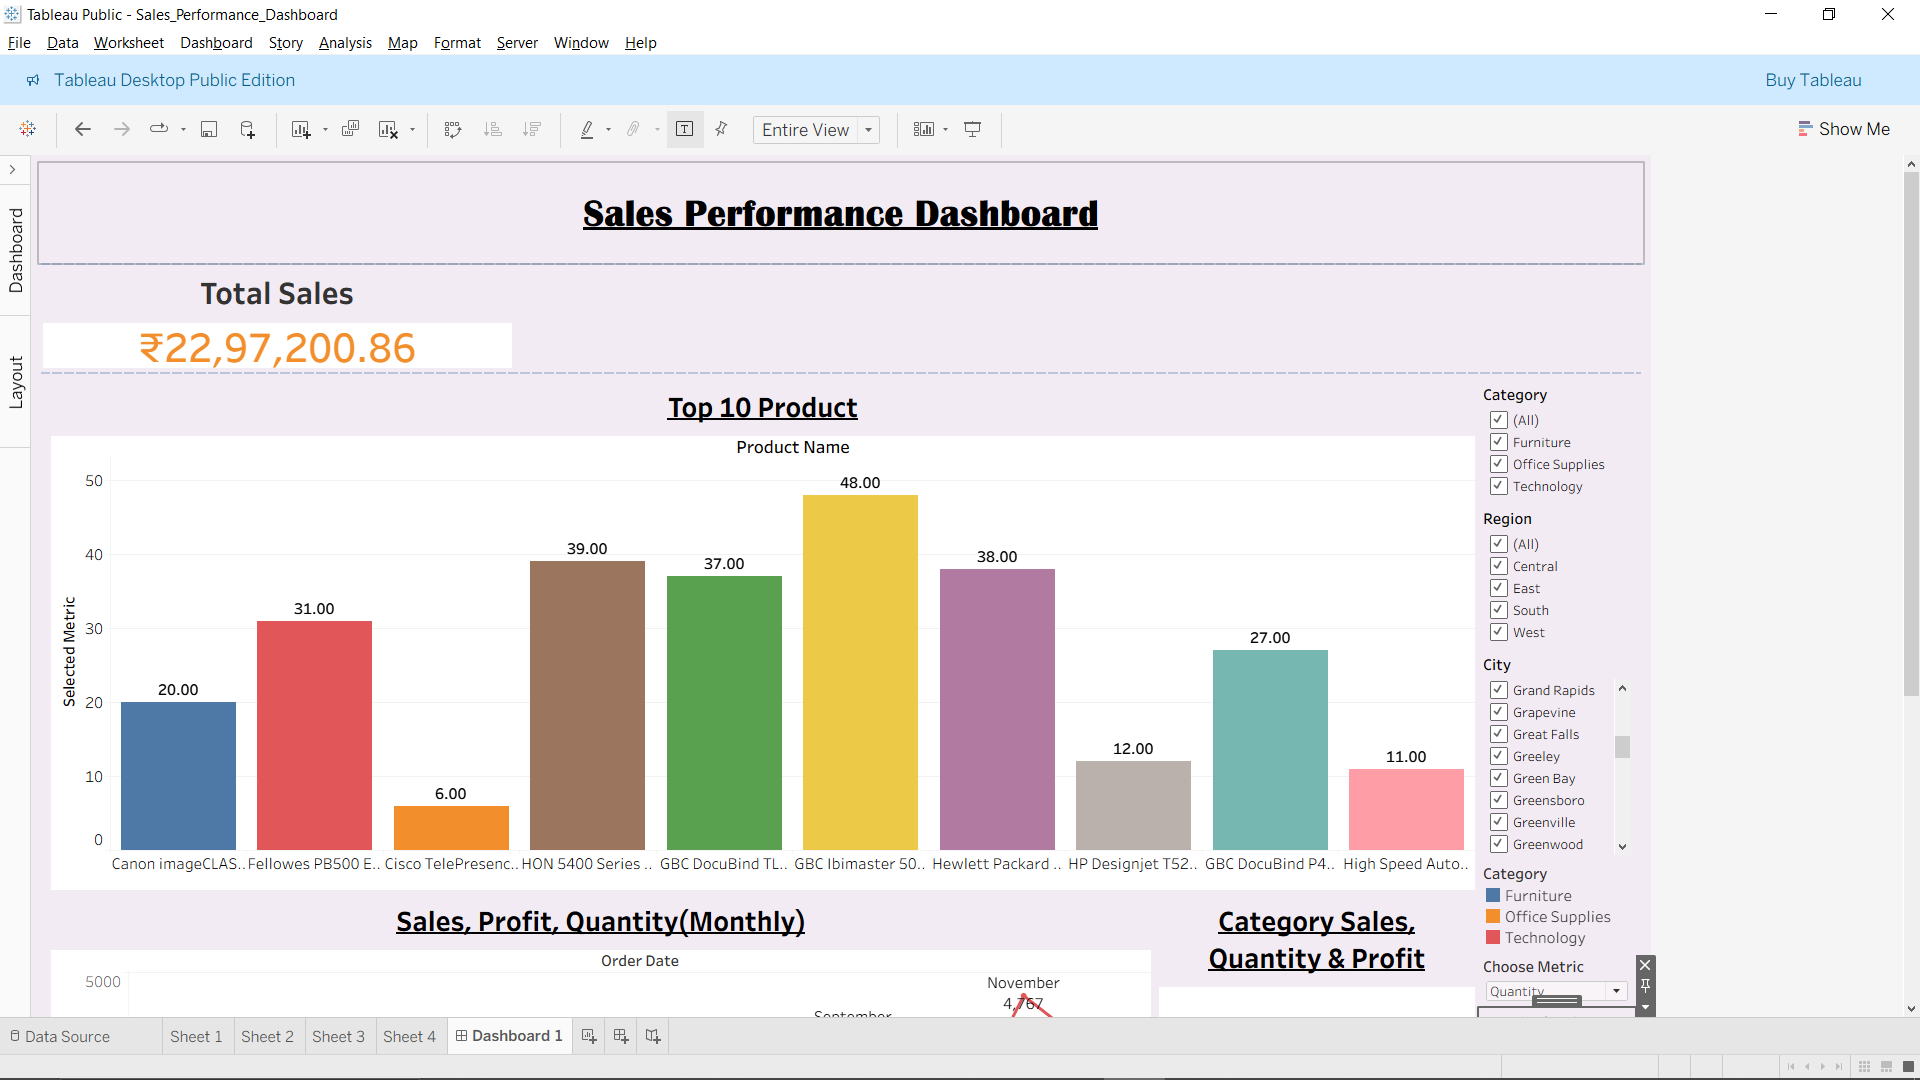 Tableau Public - Sales_Performance_Dashboard
File Data Worksheet Dashboard Story Analysis Map Format Server Window Help
Tableau Desktop Public Edition
Buy Tableau
Entire View
Show Me
Dashboard
Layout
Sales Performance Dashboard
Total Sales
₹22,97,200.86
Top 10 Product
Product Name
Selected Metric
50
40
30
20
10
0
20.00
31.00
6.00
39.00
37.00
48.00
38.00
12.00
27.00
11.00
Canon imageCLAS.. Fellowes PB500 E.. Cisco TelePresenc.. HON 5400 Series .. GBC DocuBind TL.. GBC Ibimaster 50.. Hewlett Packard .. HP Designjet T52.. GBC DocuBind P4.. High Speed Auto..
Category
(All)
Furniture
Office Supplies
Technology
Region
(All)
Central
East
South
West
City
Grand Rapids
Grapevine
Great Falls
Greeley
Green Bay
Greensboro
Greenville
Greenwood
Category
Furniture
Office Supplies
Technology
Choose Metric
Quantity
Sales, Profit, Quantity(Monthly)
Order Date
5000
November
4,767
September
Category Sales,
Quantity & Profit
Data Source Sheet 1 Sheet 2 Sheet 3 Sheet 4 Dashboard 1